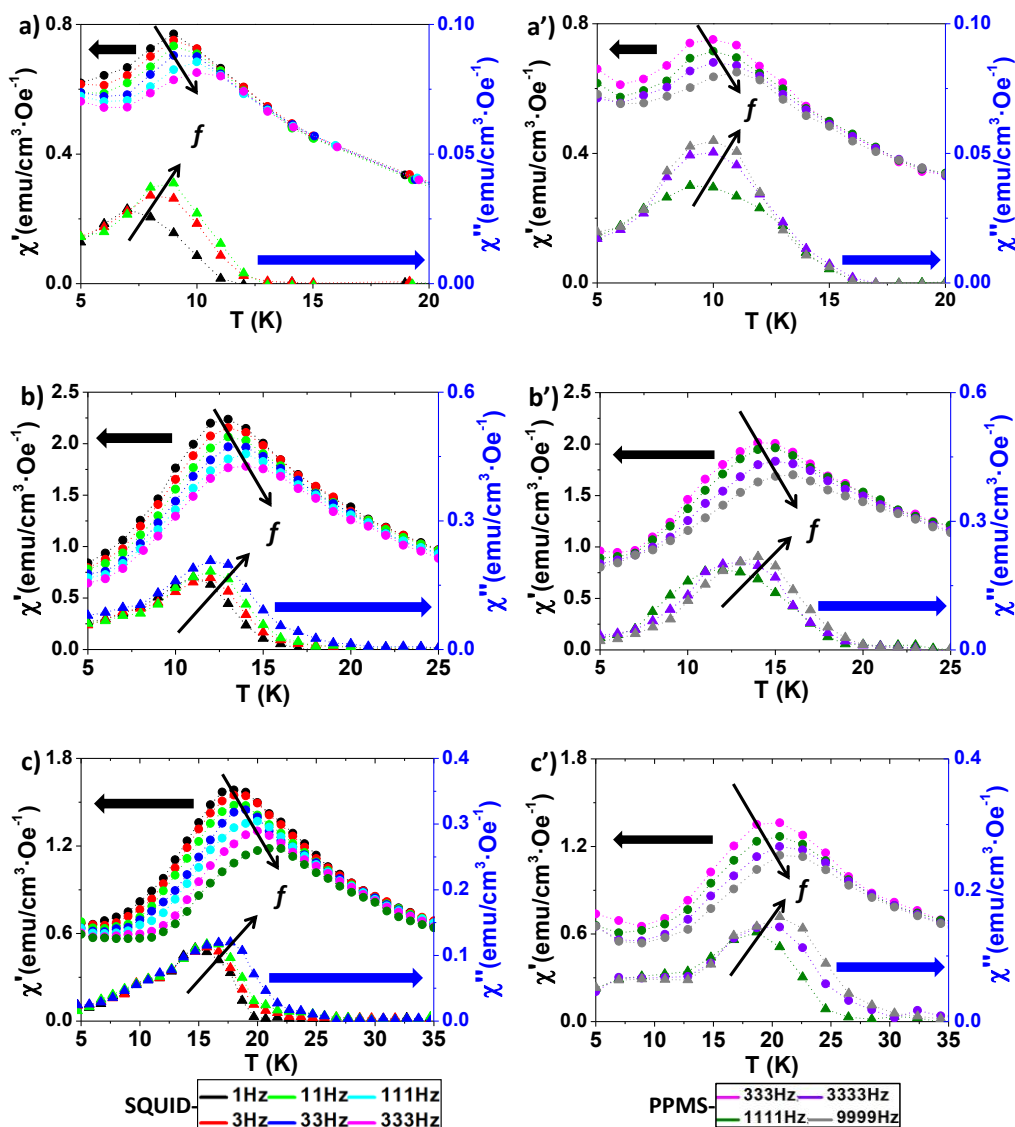 a)
χ'(emu/cm³·Oe⁻¹)
0.8
0.4
0.0
f
0.10
0.05
0.00
χ''(emu/cm³·Oe⁻¹)
5 10 15 20
T (K)
a')
χ'(emu/cm³·Oe⁻¹)
0.8
0.4
0.0
f
0.10
0.05
0.00
χ''(emu/cm³·Oe⁻¹)
5 10 15 20
T (K)
b)
χ'(emu/cm³·Oe⁻¹)
2.5
2.0
1.5
1.0
0.5
0.0
f
0.6
0.3
0.0
χ''(emu/cm³·Oe⁻¹)
5 10 15 20 25
T (K)
b')
χ'(emu/cm³·Oe⁻¹)
2.5
2.0
1.5
1.0
0.5
0.0
f
0.6
0.3
0.0
χ''(emu/cm³·Oe⁻¹)
5 10 15 20 25
T (K)
c)
χ'(emu/cm³·Oe⁻¹)
1.8
1.2
0.6
0.0
f
0.4
0.3
0.2
0.1
0.0
χ''(emu/cm³·Oe⁻¹)
5 10 15 20 25 30 35
T (K)
c')
χ'(emu/cm³·Oe⁻¹)
1.8
1.2
0.6
0.0
f
0.4
0.2
0.0
χ''(emu/cm³·Oe⁻¹)
5 10 15 20 25 30 35
T (K)
SQUID-
1Hz 11Hz 111Hz
3Hz 33Hz 333Hz
PPMS-
333Hz 3333Hz
1111Hz 9999Hz